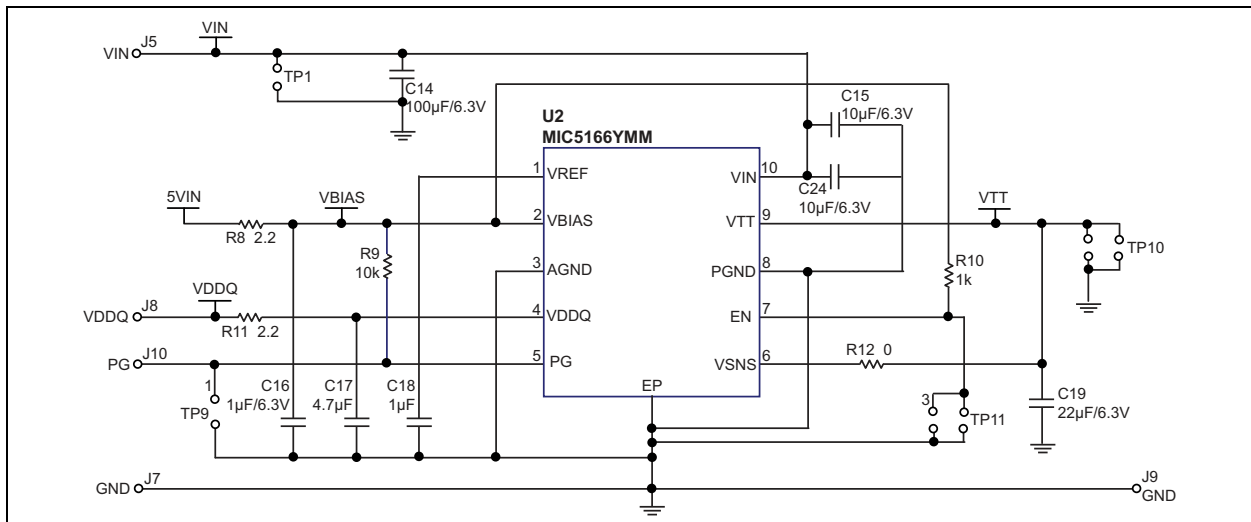 VIN
VIN J5
TP1
C14
100µF/6.3V
C15
10µF/6.3V
U2
MIC5166YMM
1 VREF
VIN 10
C24
10µF/6.3V
5VIN
VBIAS
R8 2.2
2 VBIAS
VTT 9
VTT
R9
10k
3 AGND
PGND 8
R10
1k
TP10
VDDQ
VDDQ J8
R11 2.2
4 VDDQ
EN 7
PG J10
5 PG
VSNS 6
R12 0
EP
1
TP9
C16
1µF/6.3V
C17
4.7µF
C18
1µF
3
TP11
C19
22µF/6.3V
GND J7
J9
GND